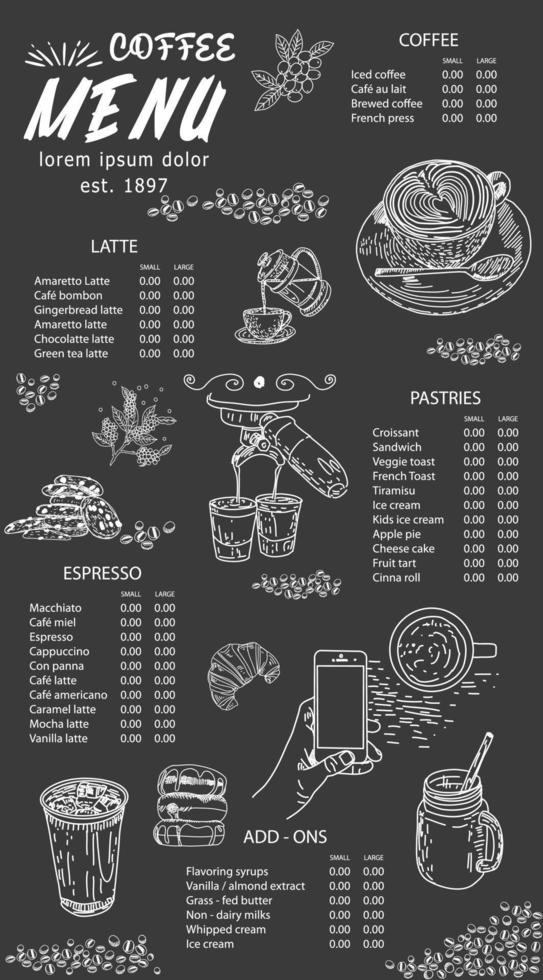 COFFEE
MENU
lorem ipsum dolor
est. 1897
COFFEE
SMALL LARGE
Iced coffee 0.00 0.00
Café au lait 0.00 0.00
Brewed coffee 0.00 0.00
French press 0.00 0.00
LATTE
SMALL LARGE
Amaretto Latte 0.00 0.00
Café bombon 0.00 0.00
Gingerbread latte 0.00 0.00
Amaretto latte 0.00 0.00
Chocolatte latte 0.00 0.00
Green tea latte 0.00 0.00
PASTRIES
SMALL LARGE
Croissant 0.00 0.00
Sandwich 0.00 0.00
Veggie toast 0.00 0.00
French Toast 0.00 0.00
Tiramisu 0.00 0.00
Ice cream 0.00 0.00
Kids ice cream 0.00 0.00
Apple pie 0.00 0.00
Cheese cake 0.00 0.00
Fruit tart 0.00 0.00
Cinna roll 0.00 0.00
ESPRESSO
SMALL LARGE
Macchiato 0.00 0.00
Café miel 0.00 0.00
Espresso 0.00 0.00
Cappuccino 0.00 0.00
Con panna 0.00 0.00
Café latte 0.00 0.00
Café americano 0.00 0.00
Caramel latte 0.00 0.00
Mocha latte 0.00 0.00
Vanilla latte 0.00 0.00
ADD - ONS
SMALL LARGE
Flavoring syrups 0.00 0.00
Vanilla / almond extract 0.00 0.00
Grass - fed butter 0.00 0.00
Non - dairy milks 0.00 0.00
Whipped cream 0.00 0.00
Ice cream 0.00 0.00